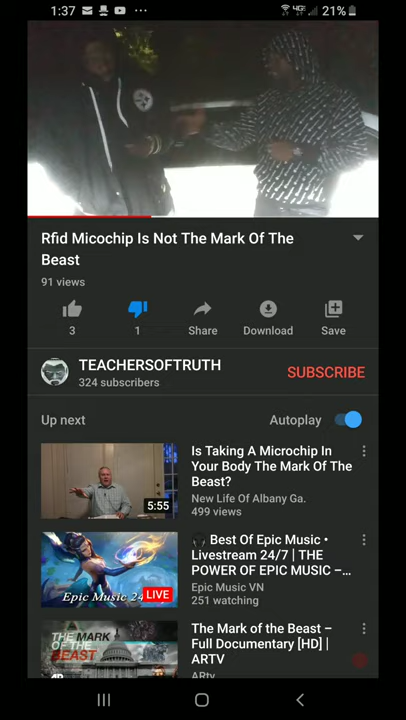 1:37
4G
21%
Rfid Micochip Is Not The Mark Of The
Beast
91 views
3
1
Share
Download
Save
TEACHERSOFTRUTH
324 subscribers
SUBSCRIBE
Up next
Autoplay
5:55
Is Taking A Microchip In
Your Body The Mark Of The
Beast?
New Life Of Albany Ga.
499 views
Epic Music 24
LIVE
Best Of Epic Music •
Livestream 24/7 | THE
POWER OF EPIC MUSIC –...
Epic Music VN
251 watching
THE MARK
OF THE
BEAST
The Mark of the Beast –
Full Documentary [HD] |
ARTV
ARTV